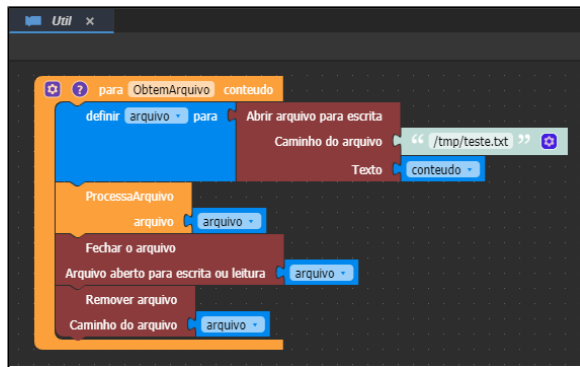 Util ×
? para ObtemArquivo conteudo
definir arquivo para Abrir arquivo para escrita
Caminho do arquivo “ /tmp/teste.txt ”
Texto conteudo
ProcessaArquivo
arquivo arquivo
Fechar o arquivo
Arquivo aberto para escrita ou leitura arquivo
Remover arquivo
Caminho do arquivo arquivo